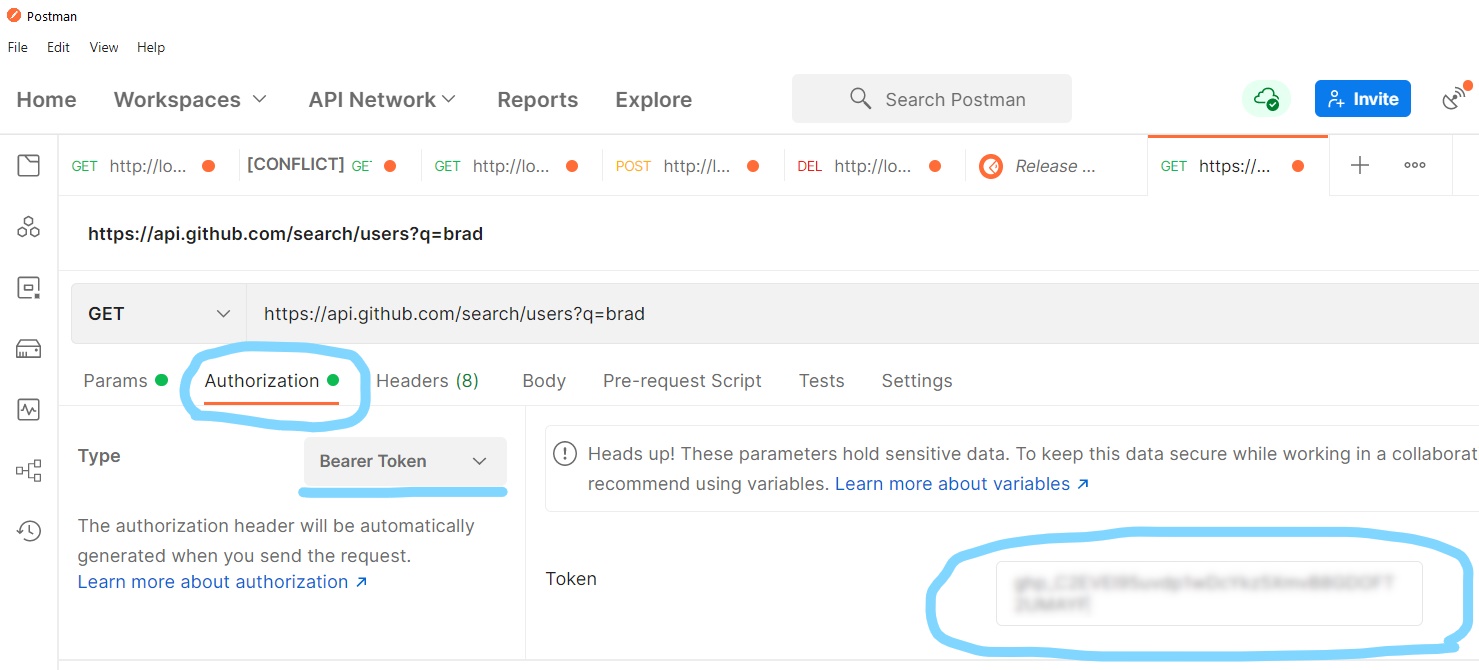 Postman
File Edit View Help
Home Workspaces API Network Reports Explore Search Postman Invite
GET http://lo... [CONFLICT] GET GET http://lo... POST http://l... DEL http://lo... Release ... GET https://...
https://api.github.com/search/users?q=brad
GET https://api.github.com/search/users?q=brad
Params Authorization Headers (8) Body Pre-request Script Tests Settings
Type Bearer Token
The authorization header will be automatically
generated when you send the request.
Learn more about authorization ↗
Heads up! These parameters hold sensitive data. To keep this data secure while working in a collaborat
recommend using variables. Learn more about variables ↗
Token